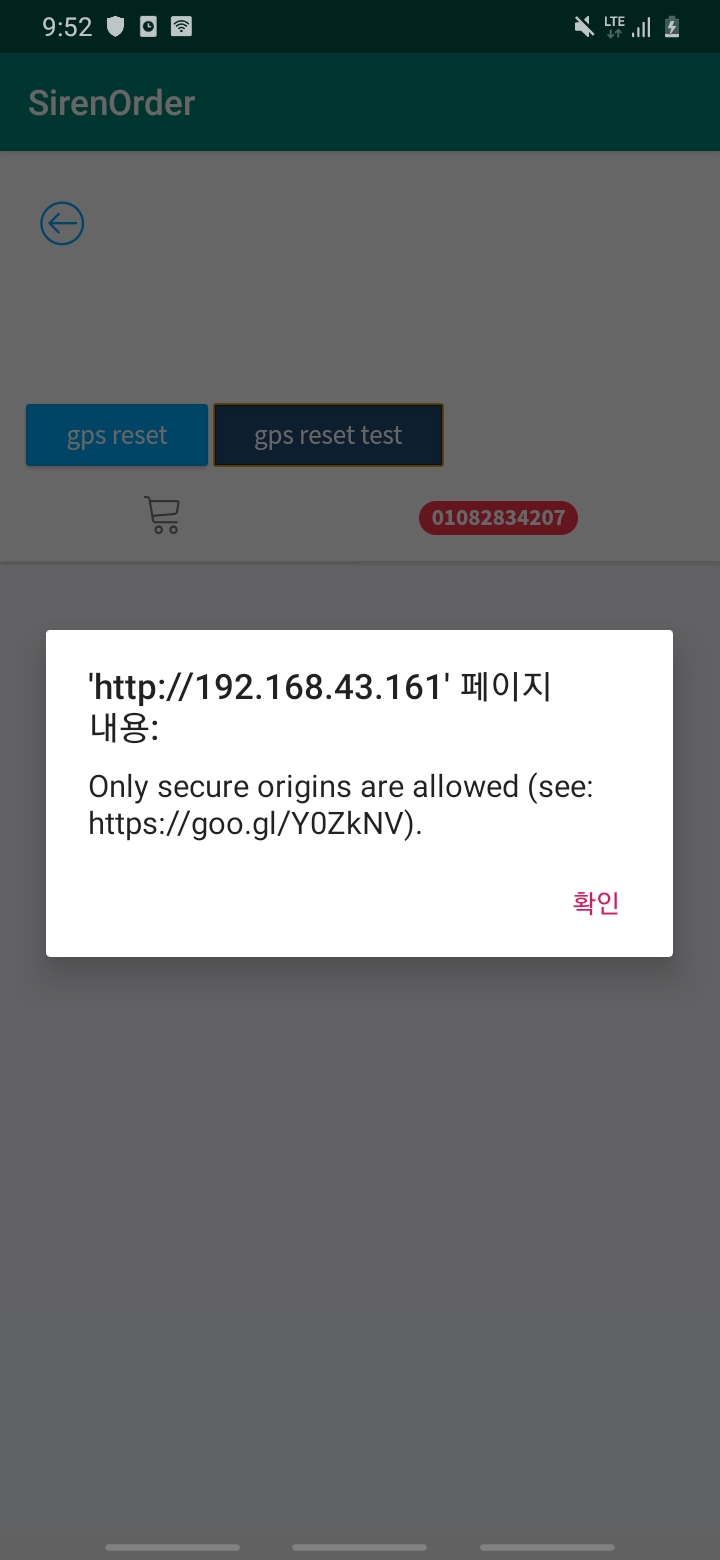 9:52 LTE
SirenOrder
gps reset gps reset test
01082834207
'http://192.168.43.161' 페이지
내용:
Only secure origins are allowed (see:
https://goo.gl/Y0ZkNV).
확인